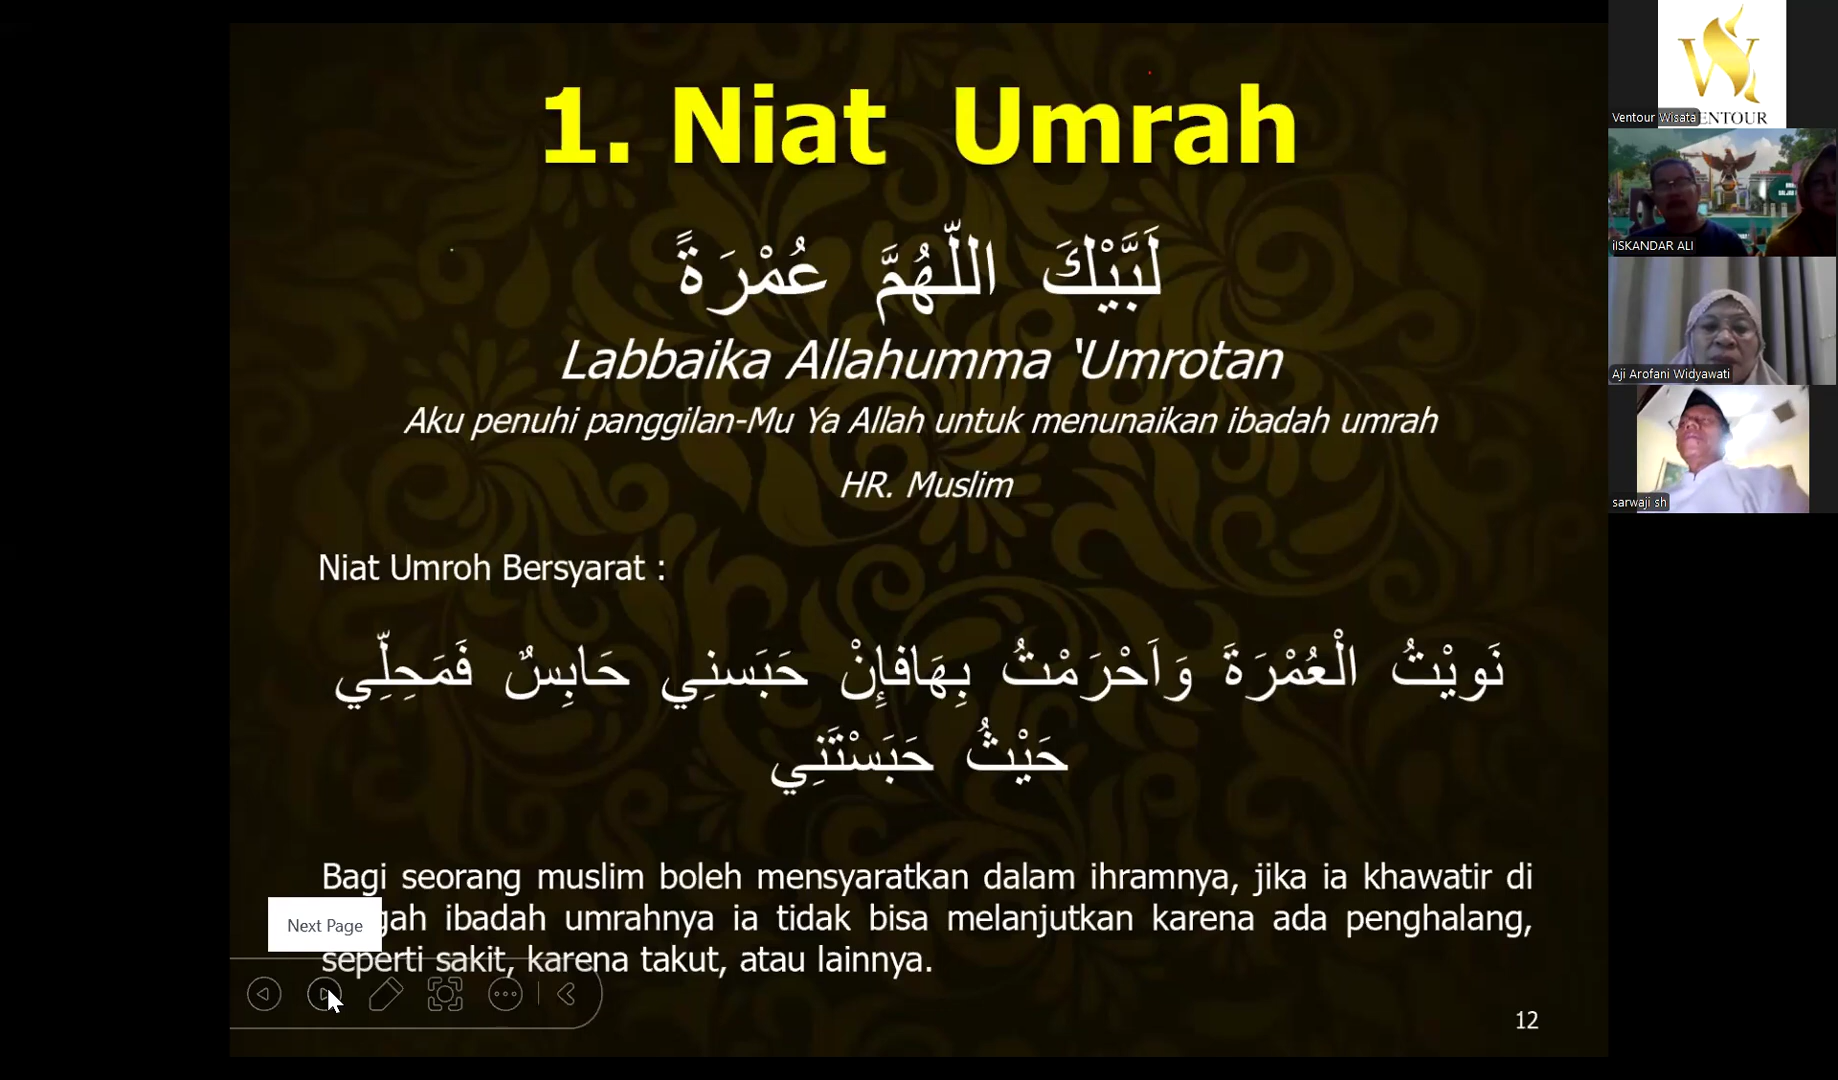 1. Niat Umrah
لَبَّيْكَ اللّهُمَّ عُمْرَةً
Labbaika Allahumma ‘Umrotan
Aku penuhi panggilan-Mu Ya Allah untuk menunaikan ibadah umrah
HR. Muslim
Niat Umroh Bersyarat :
نَويْتُ الْعُمْرَةَ وَاَحْرَمْتُ بِهَافإِنْ حَبَسنِي حَابِسٌ فَمَحِلِّي
حَيْثُ حَبَسْتَنِي
Bagi seorang muslim boleh mensyaratkan dalam ihramnya, jika ia khawatir di
gah ibadah umrahnya ia tidak bisa melanjutkan karena ada penghalang,
seperti sakit, karena takut, atau lainnya.
Next Page
12
Ventour Wisata
ENTOUR
iISKANDAR ALI
Aji Arofani Widyawati
sarwaji sh